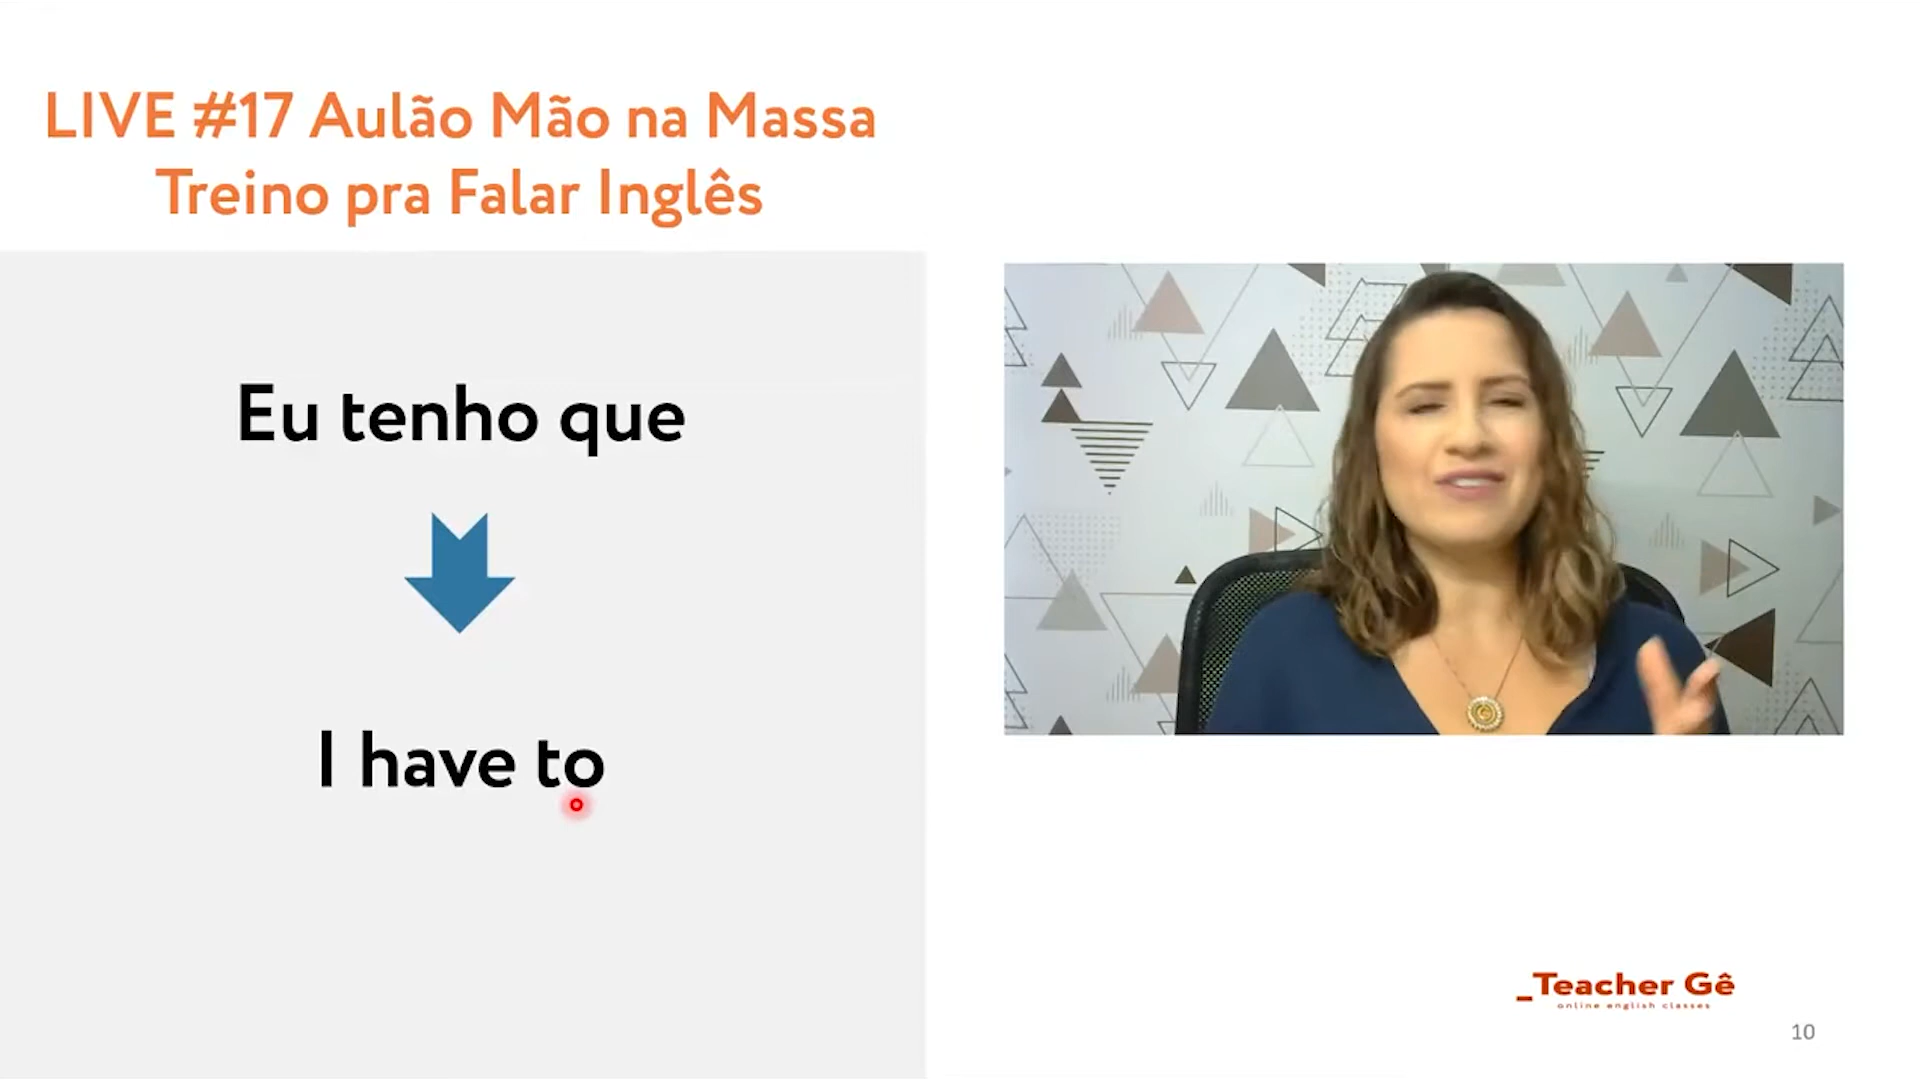 LIVE #17 Aulão Mão na Massa
Treino pra Falar Inglês
Eu tenho que
I have to
_Teacher Gê
online english classes
10